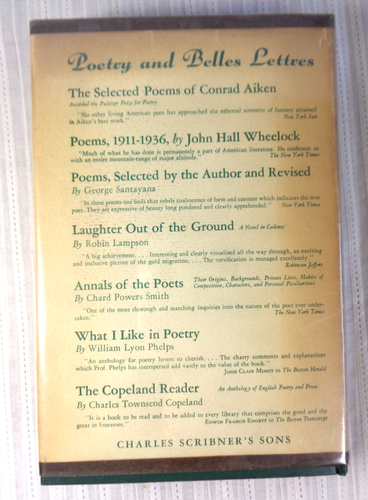 Poetry and Belles Lettres
The Selected Poems of Conrad Aiken
Awarded the Pulitzer Prize for Poetry
"No other living American poet has approached the ethereal summits of fantasy attained
in Aiken's best work." New York Sun
Poems, 1911-1936, by John Hall Wheelock
"Much of what he has done is permanently a part of American literature. He confronts us
with an entire mountain-range of major altitude." The New York Times
Poems, Selected by the Author and Revised
By George Santayana
"In these poems one finds that subtle coalescence of form and content which indicates the true
poet. They are expressive of beauty long pondered and clearly apprehended." New York Times
Laughter Out of the Ground A Novel in Cadence
By Robin Lampson
"A big achievement. . . . Interesting and clearly visualized all the way through, an exciting
and inclusive picture of the gold migration. . . . The versification is managed excellently."
Robinson Jeffers
Annals of the Poets Their Origins, Backgrounds, Private Lives, Habits of
Composition, Characters, and Personal Peculiarities
By Chard Powers Smith
"One of the most thorough and searching inquiries into the nature of the poet ever under-
taken." The New York Times
What I Like in Poetry
By William Lyon Phelps
"An anthology for poetry lovers to cherish. . . . The chatty comments and explanations
which Prof. Phelps has interspersed add vastly to the value of the book."
John Clair Minot in The Boston Herald
The Copeland Reader An Anthology of English Poetry and Prose
By Charles Townsend Copeland
"It is a book to be read and to be added to every library that comprises the good and the
great in literature." Edwin Francis Edgett in The Boston Transcript
CHARLES SCRIBNER'S SONS